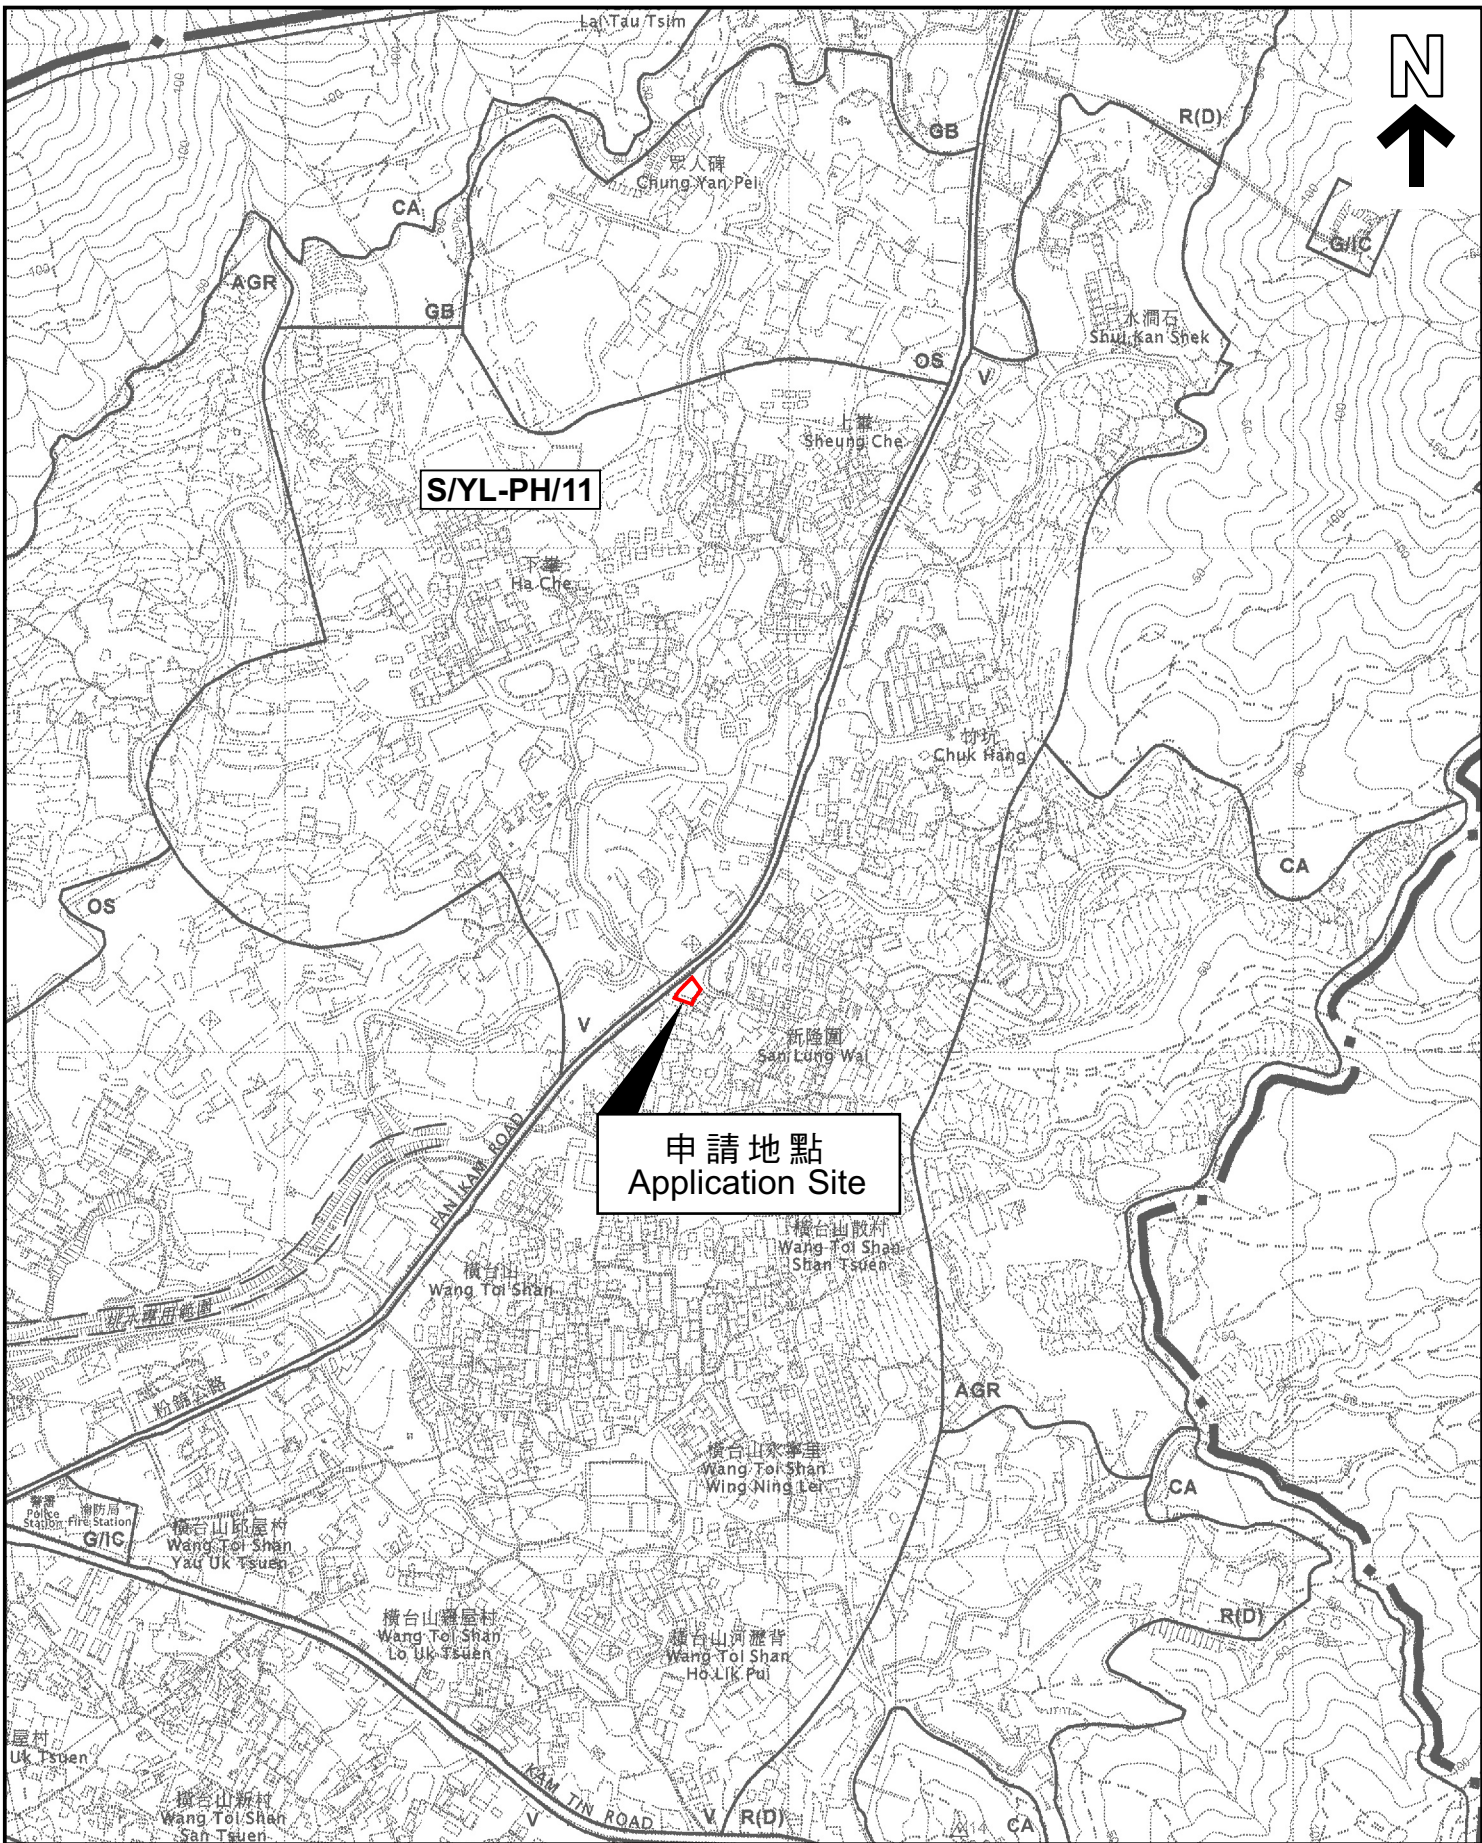 Lai Tau Tsim
N
R(D)
GB
眾人碑
Chung Yan Pei
CA
G/IC
AGR
GB
水澗石
Shui Kan Shek
OS
V
上輋
Sheung Che
S/YL-PH/11
下輋
Ha Che
竹坑
Chuk Hang
CA
OS
V
新隆圍
San Lung Wai
FAN KAM ROAD
申請地點
Application Site
橫台山散村
Wang Toi Shan
Shan Tsuen
橫台山
Wang Toi Shan
粉錦公路
AGR
橫台山永寧里
Wang Toi Shan
Wing Ning Lei
CA
警署
Police
Station
消防局
Fire Station
G/IC
橫台山邱屋村
Wang Toi Shan
Yau Uk Tsuen
R(D)
橫台山羅屋村
Wang Toi Shan
Lo Uk Tsuen
橫台山河瀝背
Wang Toi Shan
Ho Lik Pui
屋村
Uk Tsuen
橫台山新村
Wang Toi Shan
San Tsuen
KAM TIN ROAD
V
V
R(D)
CA